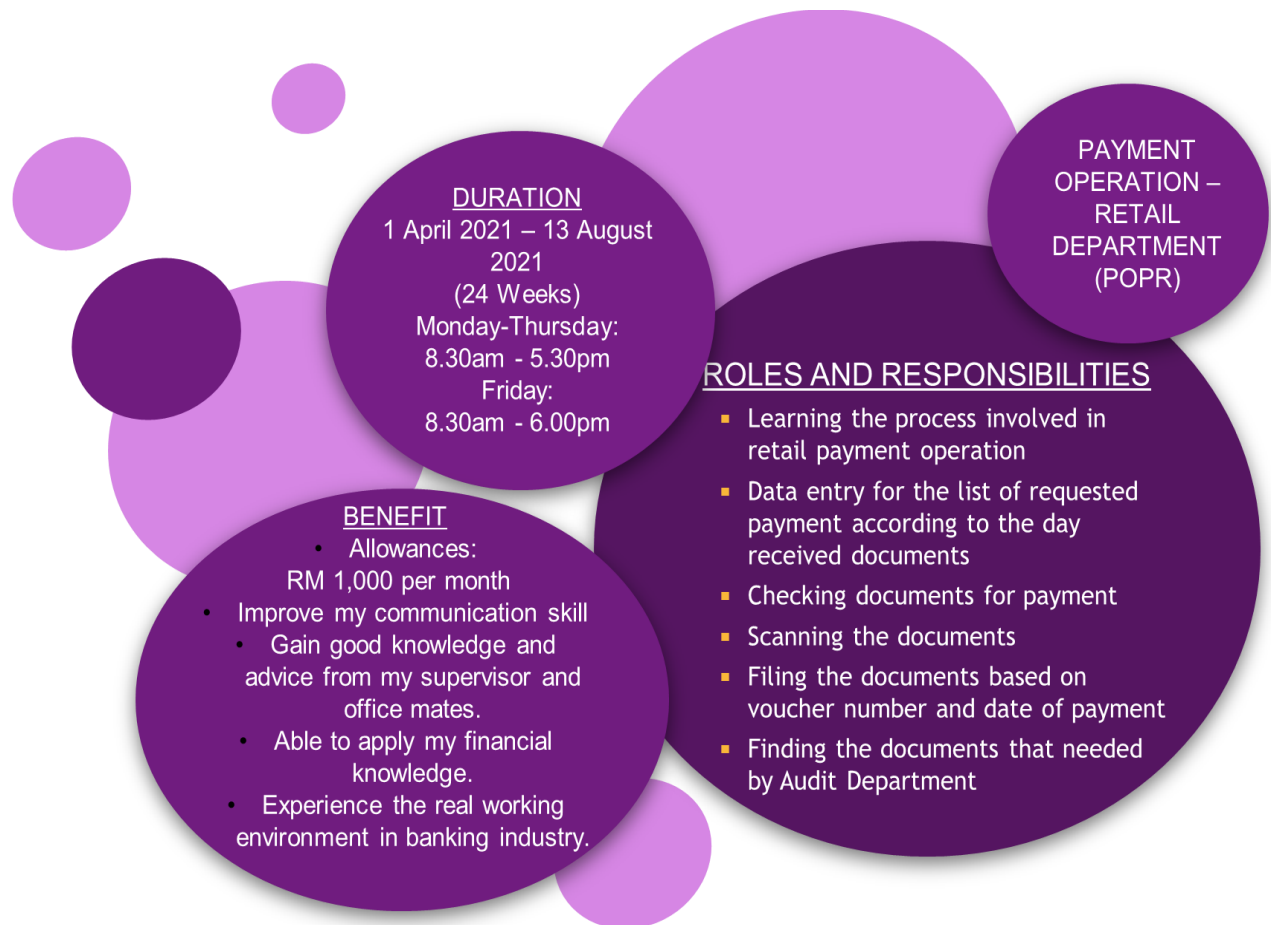 DURATION
1 April 2021 – 13 August
2021
(24 Weeks)
Monday-Thursday:
8.30am - 5.30pm
Friday:
8.30am - 6.00pm
PAYMENT
OPERATION –
RETAIL
DEPARTMENT
(POPR)
BENEFIT
• Allowances:
RM 1,000 per month
• Improve my communication skill
• Gain good knowledge and
advice from my supervisor and
office mates.
• Able to apply my financial
knowledge.
• Experience the real working
environment in banking industry.
ROLES AND RESPONSIBILITIES
▪ Learning the process involved in
retail payment operation
▪ Data entry for the list of requested
payment according to the day
received documents
▪ Checking documents for payment
▪ Scanning the documents
▪ Filing the documents based on
voucher number and date of payment
▪ Finding the documents that needed
by Audit Department